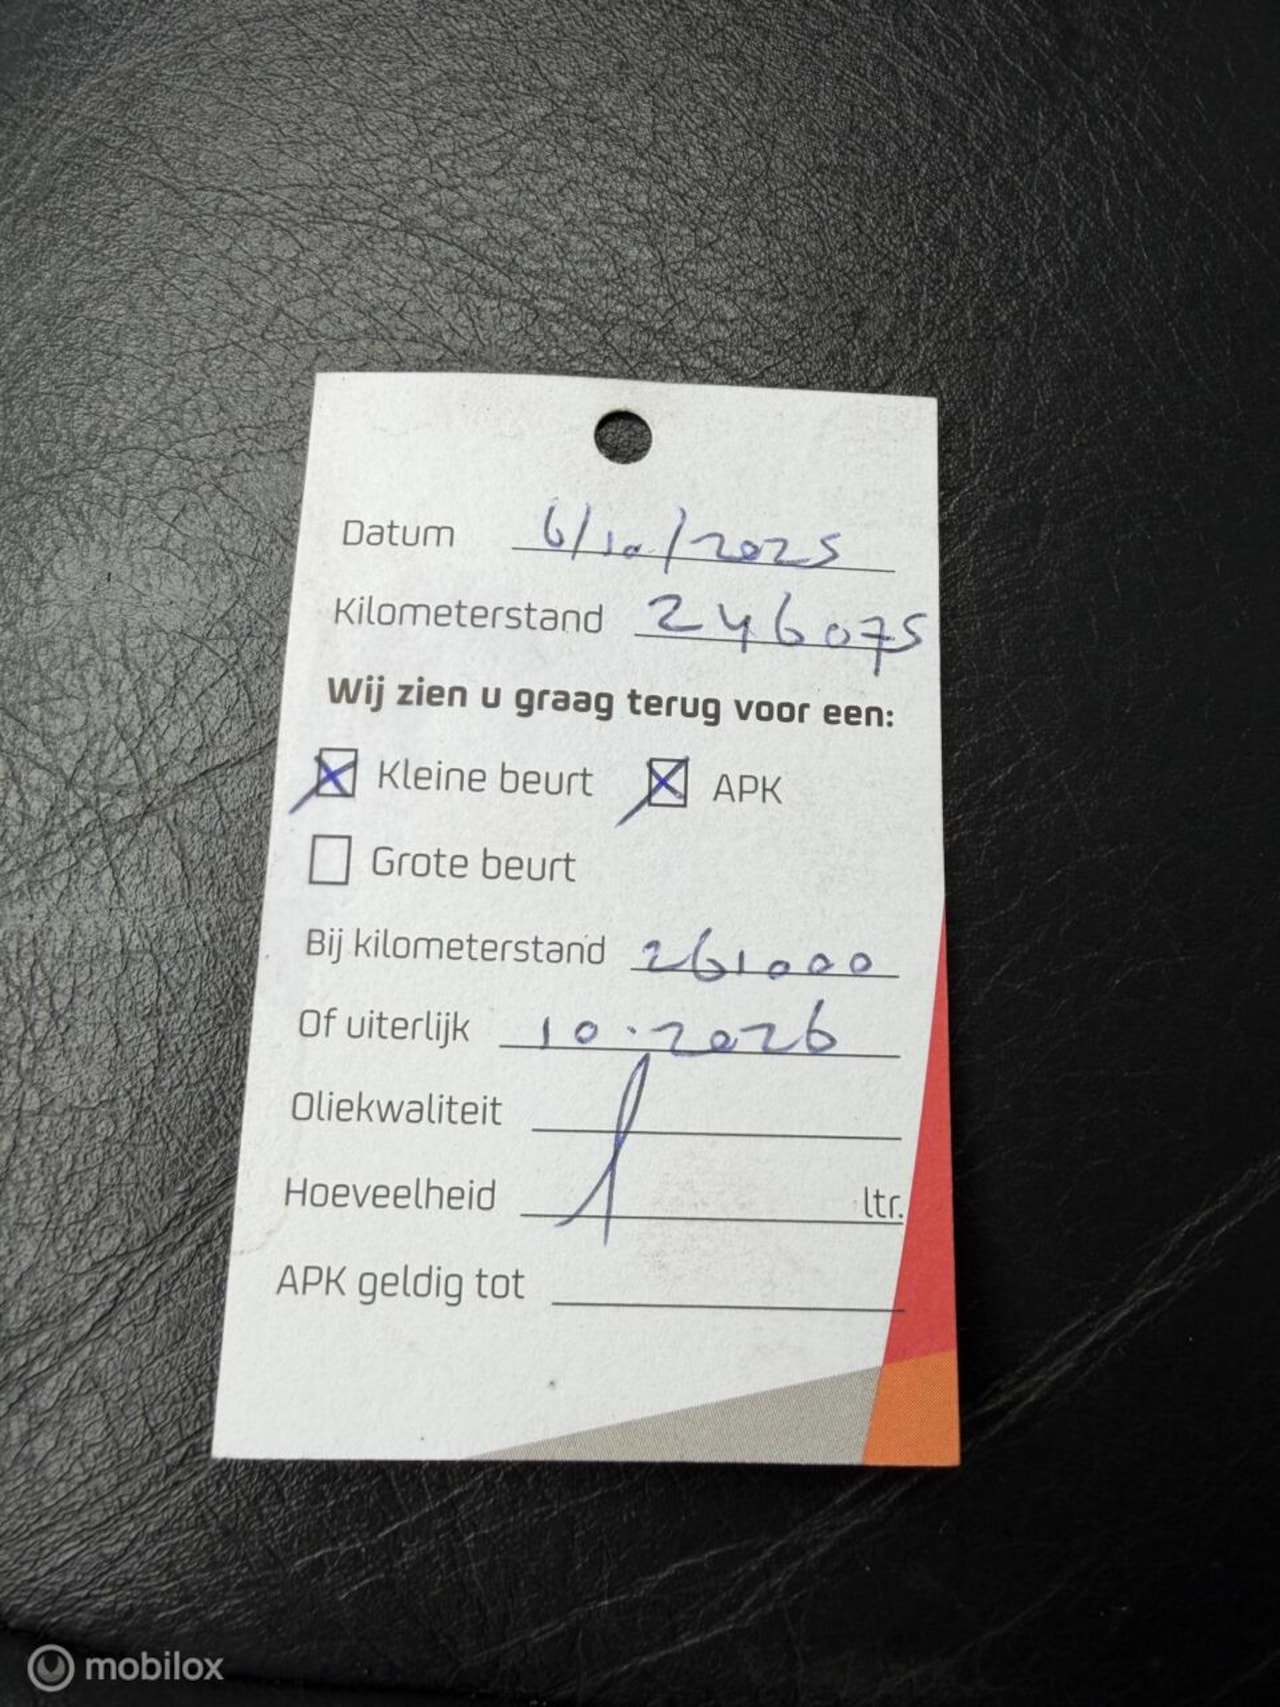 Datum 6/10/2025
Kilometerstand 246075
Wij zien u graag terug voor een:
Kleine beurt APK
Grote beurt
Bij kilometerstand 261000
Of uiterlijk 10.2026
Oliekwaliteit
Hoeveelheid ltr.
APK geldig tot
mobilox